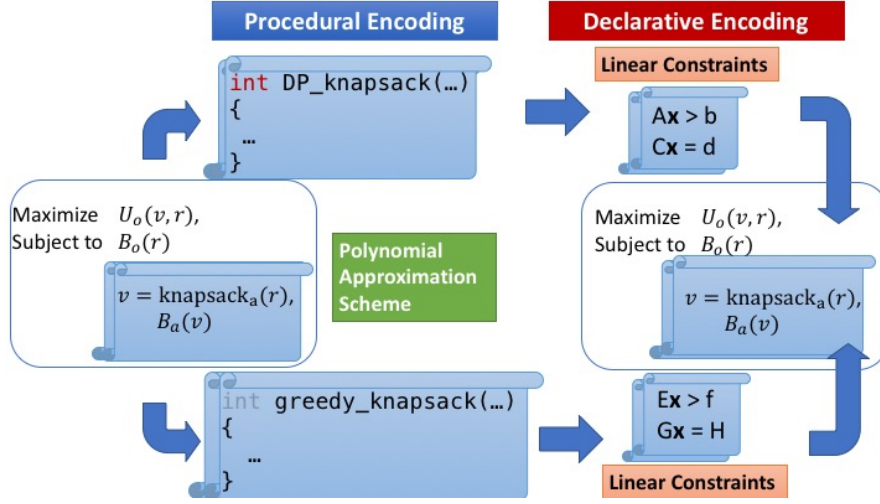 Procedural Encoding
Declarative Encoding
int DP_knapsack(…)
{
…
}
Linear Constraints
Ax > b
Cx = d
Maximize U_o(v, r),
Subject to B_o(r)
v = knapsack_a(r),
B_a(v)
Polynomial
Approximation
Scheme
Maximize U_o(v, r),
Subject to B_o(r)
v = knapsack_a(r),
B_a(v)
int greedy_knapsack(…)
{
…
}
Ex > f
Gx = H
Linear Constraints